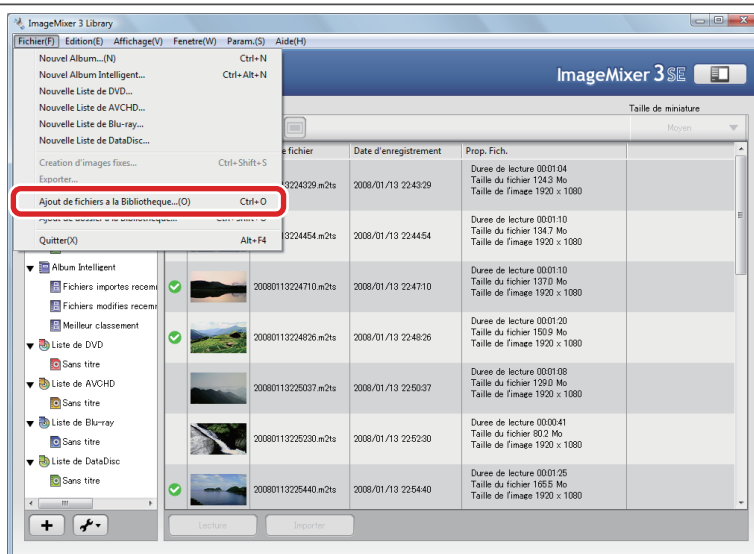 ImageMixer 3 Library
Fichier(F) Edition(E) Affichage(V) Fenetre(W) Param.(S) Aide(H)
Nouvel Album...(N) Ctrl+N
Nouvel Album Intelligent... Ctrl+Alt+N
Nouvelle Liste de DVD...
Nouvelle Liste de AVCHD...
Nouvelle Liste de Blu-ray...
Nouvelle Liste de DataDisc...
Creation d'images fixes... Ctrl+Shift+S
Exporter...
Ajout de fichiers a la Bibliotheque...(O) Ctrl+O
Quitter(X) Alt+F4
ImageMixer 3 SE
Taille de miniature
Moyen
fichier Date d'enregistrement Prop. Fich.
3224329.m2ts 2008/01/13 22:43:29
Duree de lecture 00:01:04
Taille du fichier 124.3 Mo
Taille de l'image 1920 x 1080
3224454.m2ts 2008/01/13 22:44:54
Duree de lecture 00:01:10
Taille du fichier 134.7 Mo
Taille de l'image 1920 x 1080
20080113224710.m2ts 2008/01/13 22:47:10
Duree de lecture 00:01:10
Taille du fichier 137.0 Mo
Taille de l'image 1920 x 1080
20080113224826.m2ts 2008/01/13 22:48:26
Duree de lecture 00:01:20
Taille du fichier 150.9 Mo
Taille de l'image 1920 x 1080
20080113225037.m2ts 2008/01/13 22:50:37
Duree de lecture 00:01:08
Taille du fichier 129.0 Mo
Taille de l'image 1920 x 1080
20080113225230.m2ts 2008/01/13 22:52:30
Duree de lecture 00:00:41
Taille du fichier 80.2 Mo
Taille de l'image 1920 x 1080
20080113225440.m2ts 2008/01/13 22:54:40
Duree de lecture 00:01:25
Taille du fichier 165.5 Mo
Taille de l'image 1920 x 1080
Album Intelligent
Fichiers importes recem
Fichiers modifies recem
Meilleur classement
Liste de DVD
Sans titre
Liste de AVCHD
Sans titre
Liste de Blu-ray
Sans titre
Liste de DataDisc
Sans titre
Lecture Importer